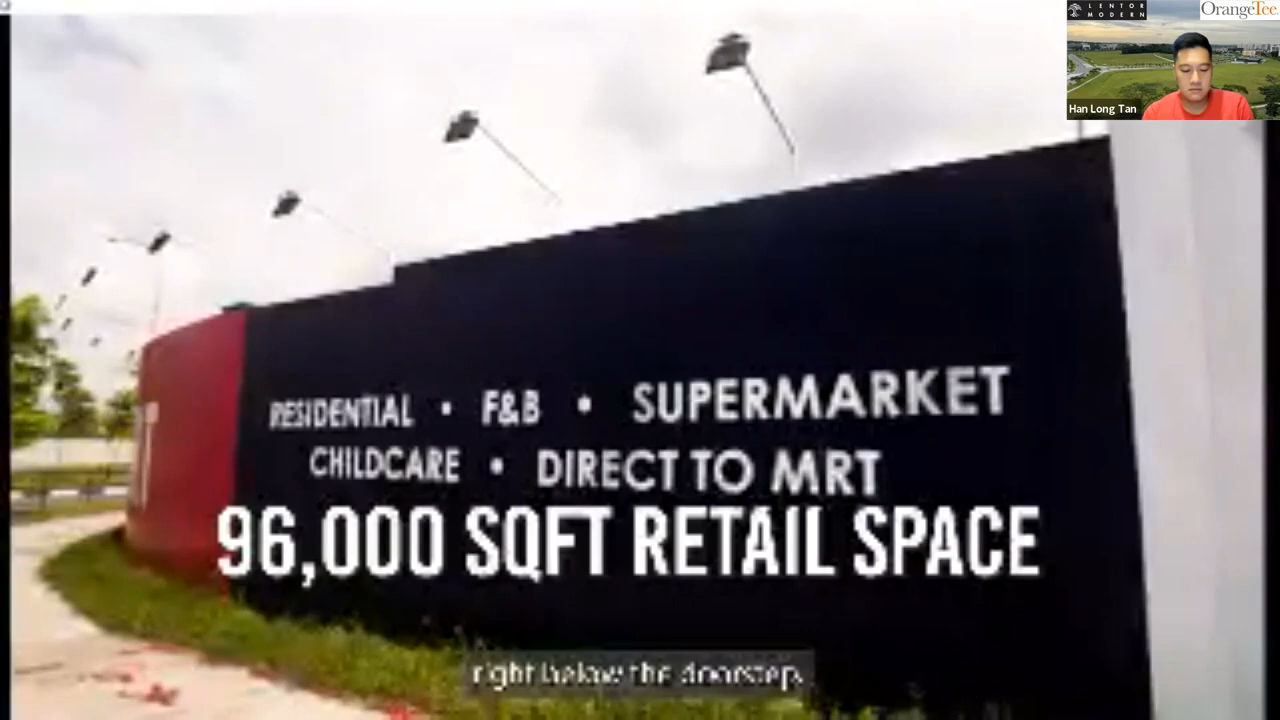 LENTOR
MODERN
OrangeTee
Han Long Tan
RESIDENTIAL • F&B • SUPERMARKET
CHILDCARE • DIRECT TO MRT
96,000 SQFT RETAIL SPACE
right below the doorstep.